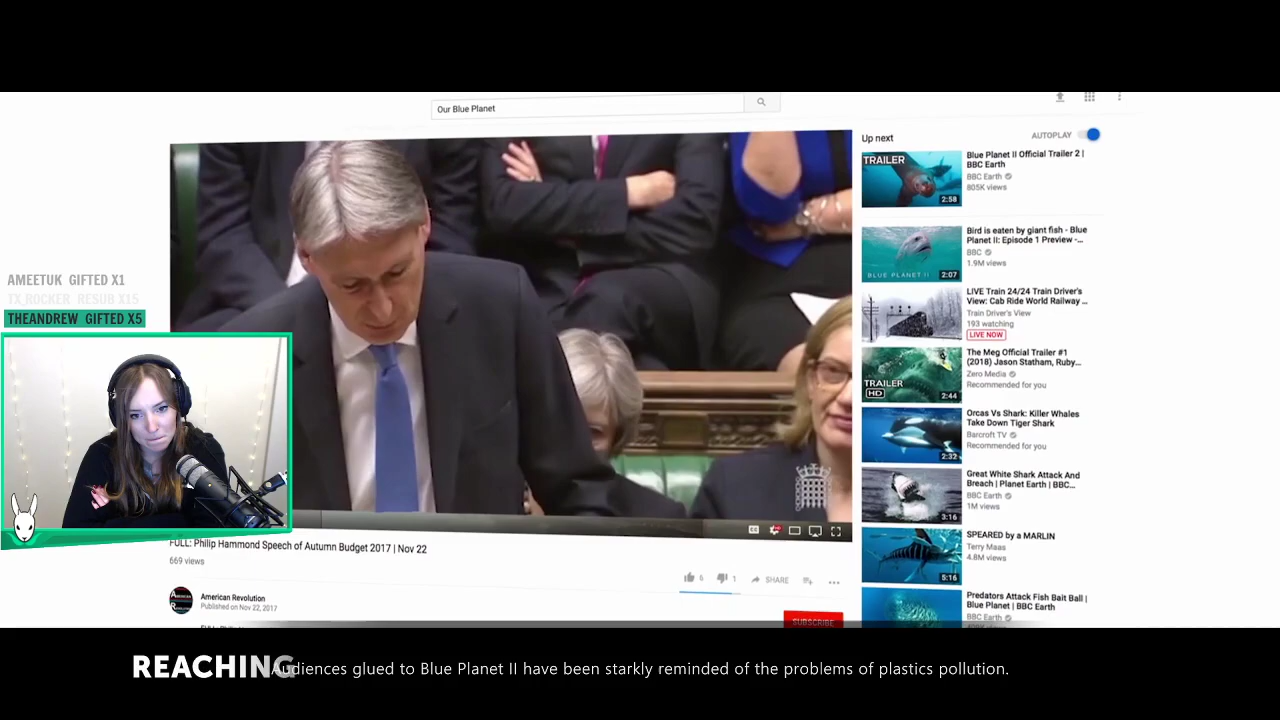 Our Blue Planet
Up next
AUTOPLAY
TRAILER
2:58
Blue Planet II Official Trailer 2 |
BBC Earth
BBC Earth
805K views
BLUE PLANET II
2:07
Bird is eaten by giant fish - Blue
Planet II: Episode 1 Preview -...
BBC
1.9M views
LIVE Train 24/24 Train Driver's
View: Cab Ride World Railway ...
Train Driver's View
193 watching
LIVE NOW
TRAILER
HD
2:44
The Meg Official Trailer #1
(2018) Jason Statham, Ruby...
Zero Media
Recommended for you
2:32
Orcas Vs Shark: Killer Whales
Take Down Tiger Shark
Barcroft TV
Recommended for you
3:16
Great White Shark Attack And
Breach | Planet Earth | BBC...
BBC Earth
1M views
5:16
SPEARED by a MARLIN
Terry Maas
4.8M views
Predators Attack Fish Bait Ball |
Blue Planet | BBC Earth
BBC Earth
AMEETUK GIFTED X1
TX_ROCKER RESUB X15
THEANDREW GIFTED X5
FULL: Philip Hammond Speech of Autumn Budget 2017 | Nov 22
669 views
6
1
SHARE
American Revolution
Published on Nov 22, 2017
SUBSCRIBE
REACHING
Audiences glued to Blue Planet II have been starkly reminded of the problems of plastics pollution.